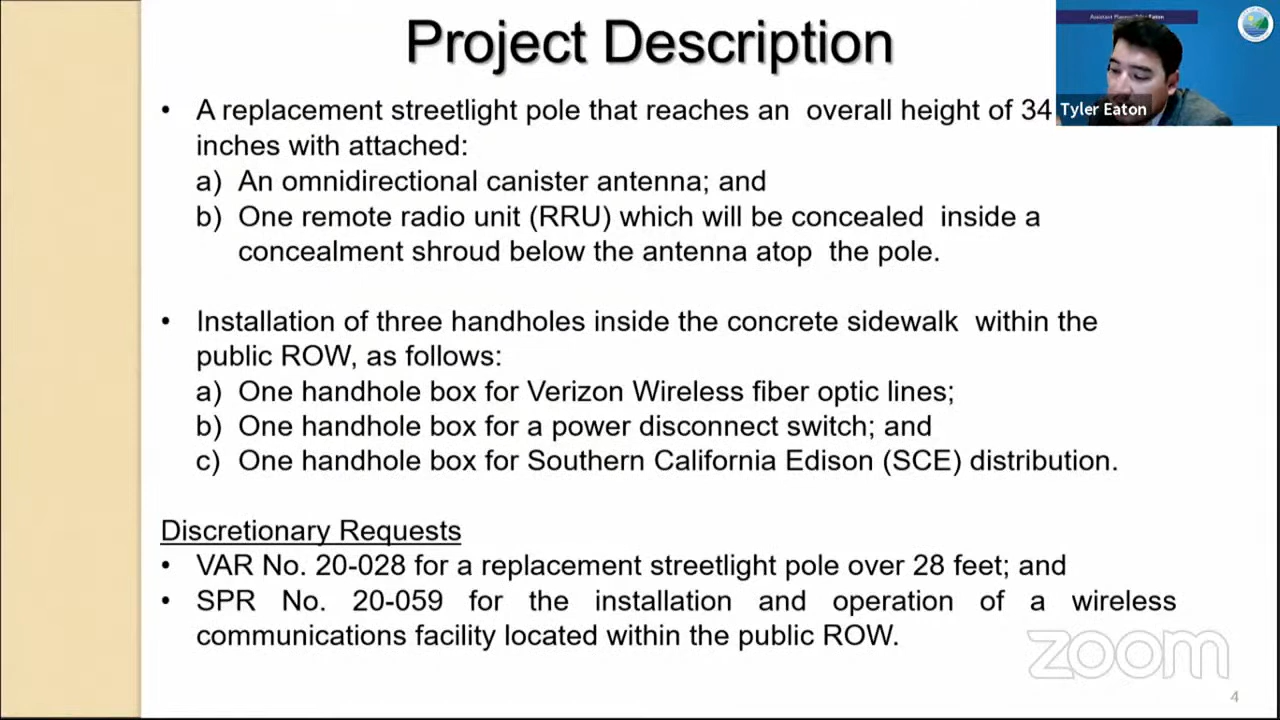 Project Description
Assistant Planner Tyler Eaton
Tyler Eaton
• A replacement streetlight pole that reaches an overall height of 34
inches with attached:
a) An omnidirectional canister antenna; and
b) One remote radio unit (RRU) which will be concealed inside a
concealment shroud below the antenna atop the pole.
• Installation of three handholes inside the concrete sidewalk within the
public ROW, as follows:
a) One handhole box for Verizon Wireless fiber optic lines;
b) One handhole box for a power disconnect switch; and
c) One handhole box for Southern California Edison (SCE) distribution.
Discretionary Requests
• VAR No. 20-028 for a replacement streetlight pole over 28 feet; and
• SPR No. 20-059 for the installation and operation of a wireless
communications facility located within the public ROW.
zoom
4